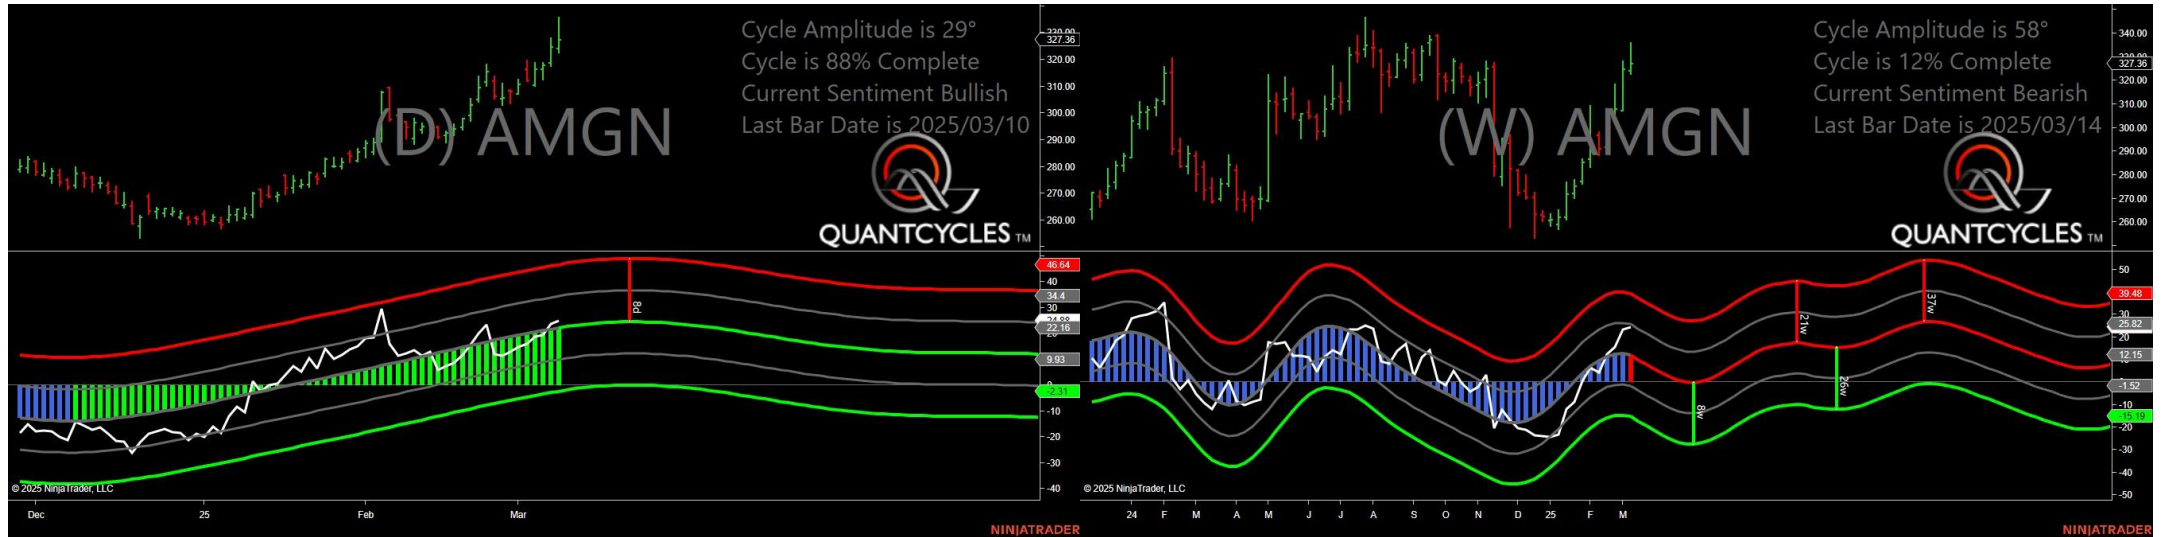 Cycle Amplitude is 29°
Cycle is 88% Complete
Current Sentiment Bullish
Last Bar Date is 2025/03/10
(D) AMGN
QUANTCYCLES TM
327.36
320.00
310.00
300.00
290.00
280.00
270.00
260.00
46.64
40
34.4
30
22.16
9.93
-2.31
-10
-20
-30
-40
8d
© 2025 NinjaTrader, LLC
Dec 25 Feb Mar
NINJATRADER
Cycle Amplitude is 58°
Cycle is 12% Complete
Current Sentiment Bearish
Last Bar Date is 2025/03/14
(W) AMGN
QUANTCYCLES TM
340.00
327.36
320.00
310.00
300.00
290.00
280.00
270.00
260.00
50
39.48
30
25.82
20
12.15
-1.52
-10
-15.19
-20
-30
-40
-50
8w
21w
26w
37w
© 2025 NinjaTrader, LLC
24 F M A M J J A S O N D 25 F M
NINJATRADER